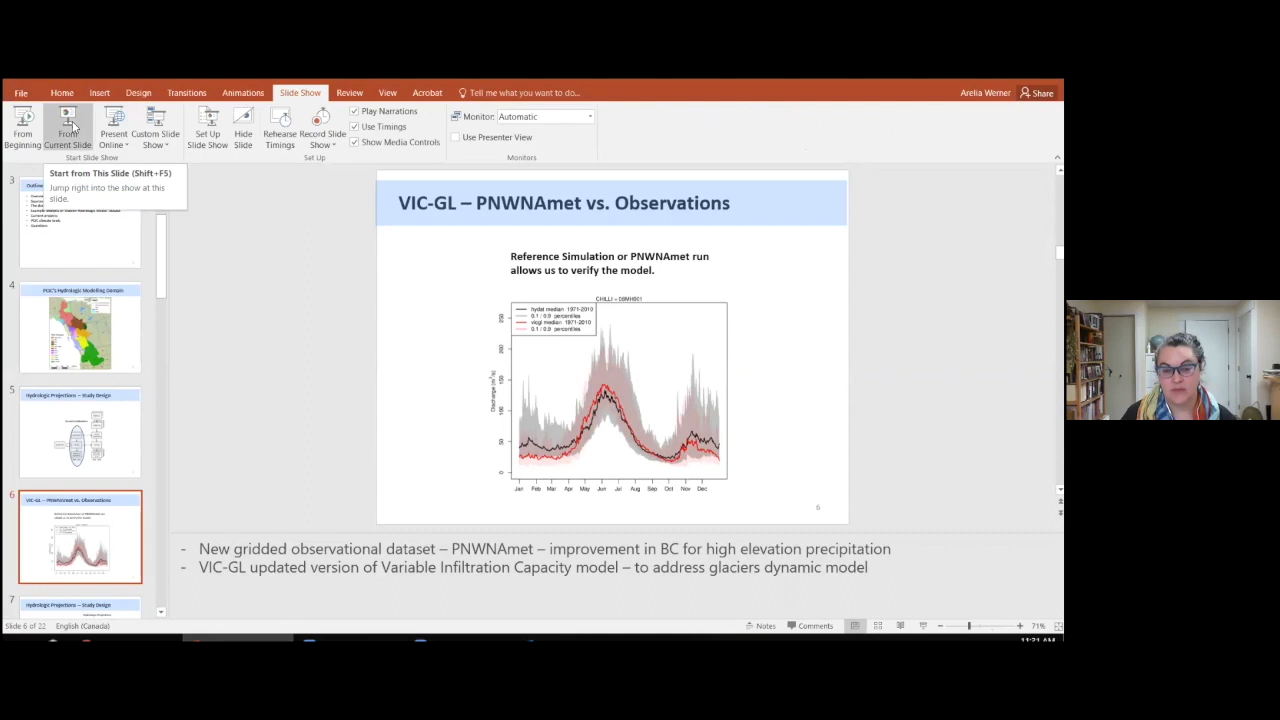 File Home Insert Design Transitions Animations Slide Show Review View Acrobat Tell me what you want to do... Arelia Werner Share
From Beginning
From Current Slide
Present Online
Custom Slide Show
Set Up Slide Show
Hide Slide
Rehearse Timings
Record Slide Show
Play Narrations
Use Timings
Show Media Controls
Monitor: Automatic
Use Presenter View
Start Slide Show
Set Up
Monitors
Start from This Slide (Shift+F5)
Jump right into the show at this
slide.
3
Outline
4
PCIC's Hydrologic Modelling Domain
5
Hydrologic Projections – Study Design
6
VIC-GL – PNWNAmet vs. Observations
7
Hydrologic Projections – Study Design
VIC-GL – PNWNAmet vs. Observations
Reference Simulation or PNWNAmet run
allows us to verify the model.
CHILLI – 08MH001
hydat median 1971-2010
0.1 / 0.9 percentiles
vicgl median 1971-2010
0.1 / 0.9 percentiles
Discharge (m³/s)
250
200
150
100
50
0
Jan Feb Mar Apr May Jun Jul Aug Sep Oct Nov Dec
6
- New gridded observational dataset – PNWNAmet – improvement in BC for high elevation precipitation
- VIC-GL updated version of Variable Infiltration Capacity model – to address glaciers dynamic model
Slide 6 of 22 English (Canada) Notes Comments 71%
11:21 AM